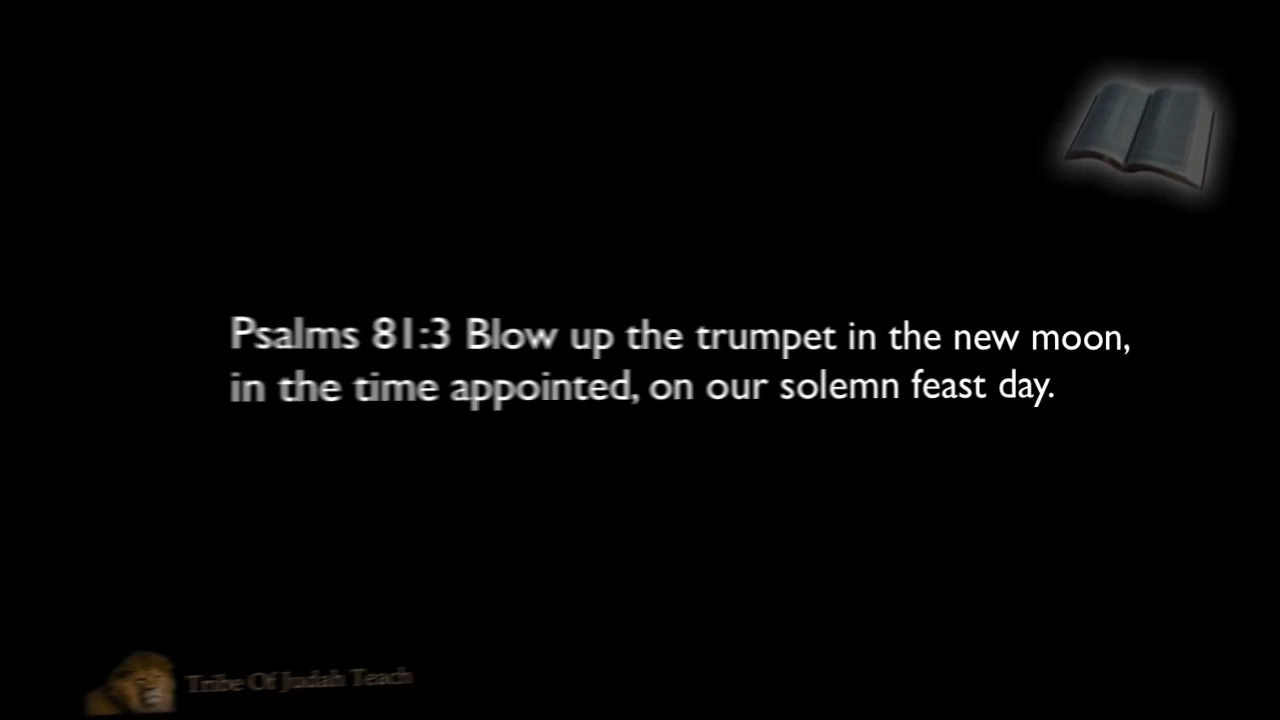 Psalms 81:3 Blow up the trumpet in the new moon,
in the time appointed, on our solemn feast day.
Tribe Of Judah Teach